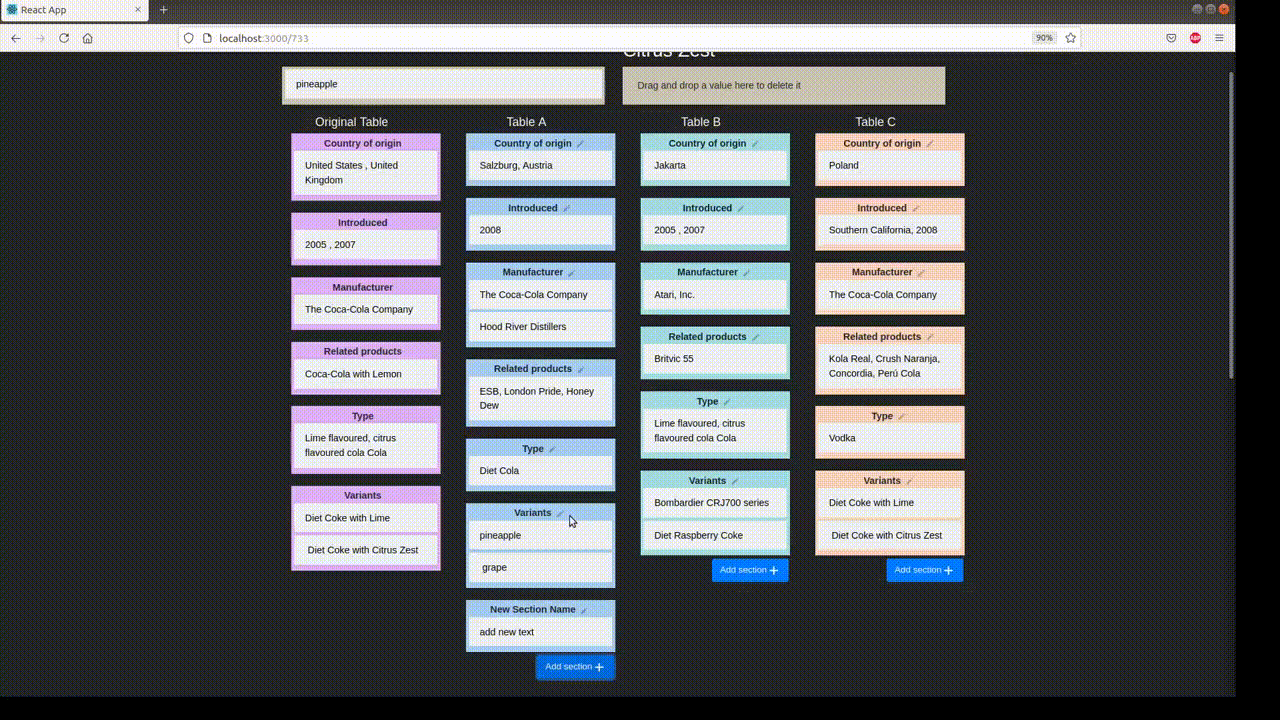 React App
localhost:3000/733
90%
ABP
Citrus Zest
pineapple
Drag and drop a value here to delete it
Original Table
Country of origin
United States , United
Kingdom
Introduced
2005 , 2007
Manufacturer
The Coca-Cola Company
Related products
Coca-Cola with Lemon
Type
Lime flavoured, citrus
flavoured cola Cola
Variants
Diet Coke with Lime
Diet Coke with Citrus Zest
Table A
Country of origin
Salzburg, Austria
Introduced
2008
Manufacturer
The Coca-Cola Company
Hood River Distillers
Related products
ESB, London Pride, Honey
Dew
Type
Diet Cola
Variants
pineapple
grape
New Section Name
add new text
Add section
Table B
Country of origin
Jakarta
Introduced
2005 , 2007
Manufacturer
Atari, Inc.
Related products
Britvic 55
Type
Lime flavoured, citrus
flavoured cola Cola
Variants
Bombardier CRJ700 series
Diet Raspberry Coke
Add section
Table C
Country of origin
Poland
Introduced
Southern California, 2008
Manufacturer
The Coca-Cola Company
Related products
Kola Real, Crush Naranja,
Concordia, Perú Cola
Type
Vodka
Variants
Diet Coke with Lime
Diet Coke with Citrus Zest
Add section